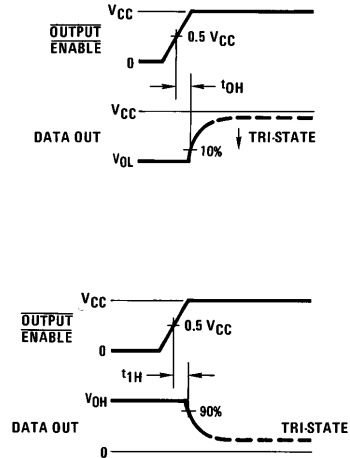 VCC
OUTPUT
ENABLE
0.5 VCC
0
tOH
VCC
DATA OUT
TRI-STATE
10%
VOL
VCC
OUTPUT
ENABLE
0.5 VCC
0
t1H
VOH
90%
DATA OUT
TRI-STATE
0